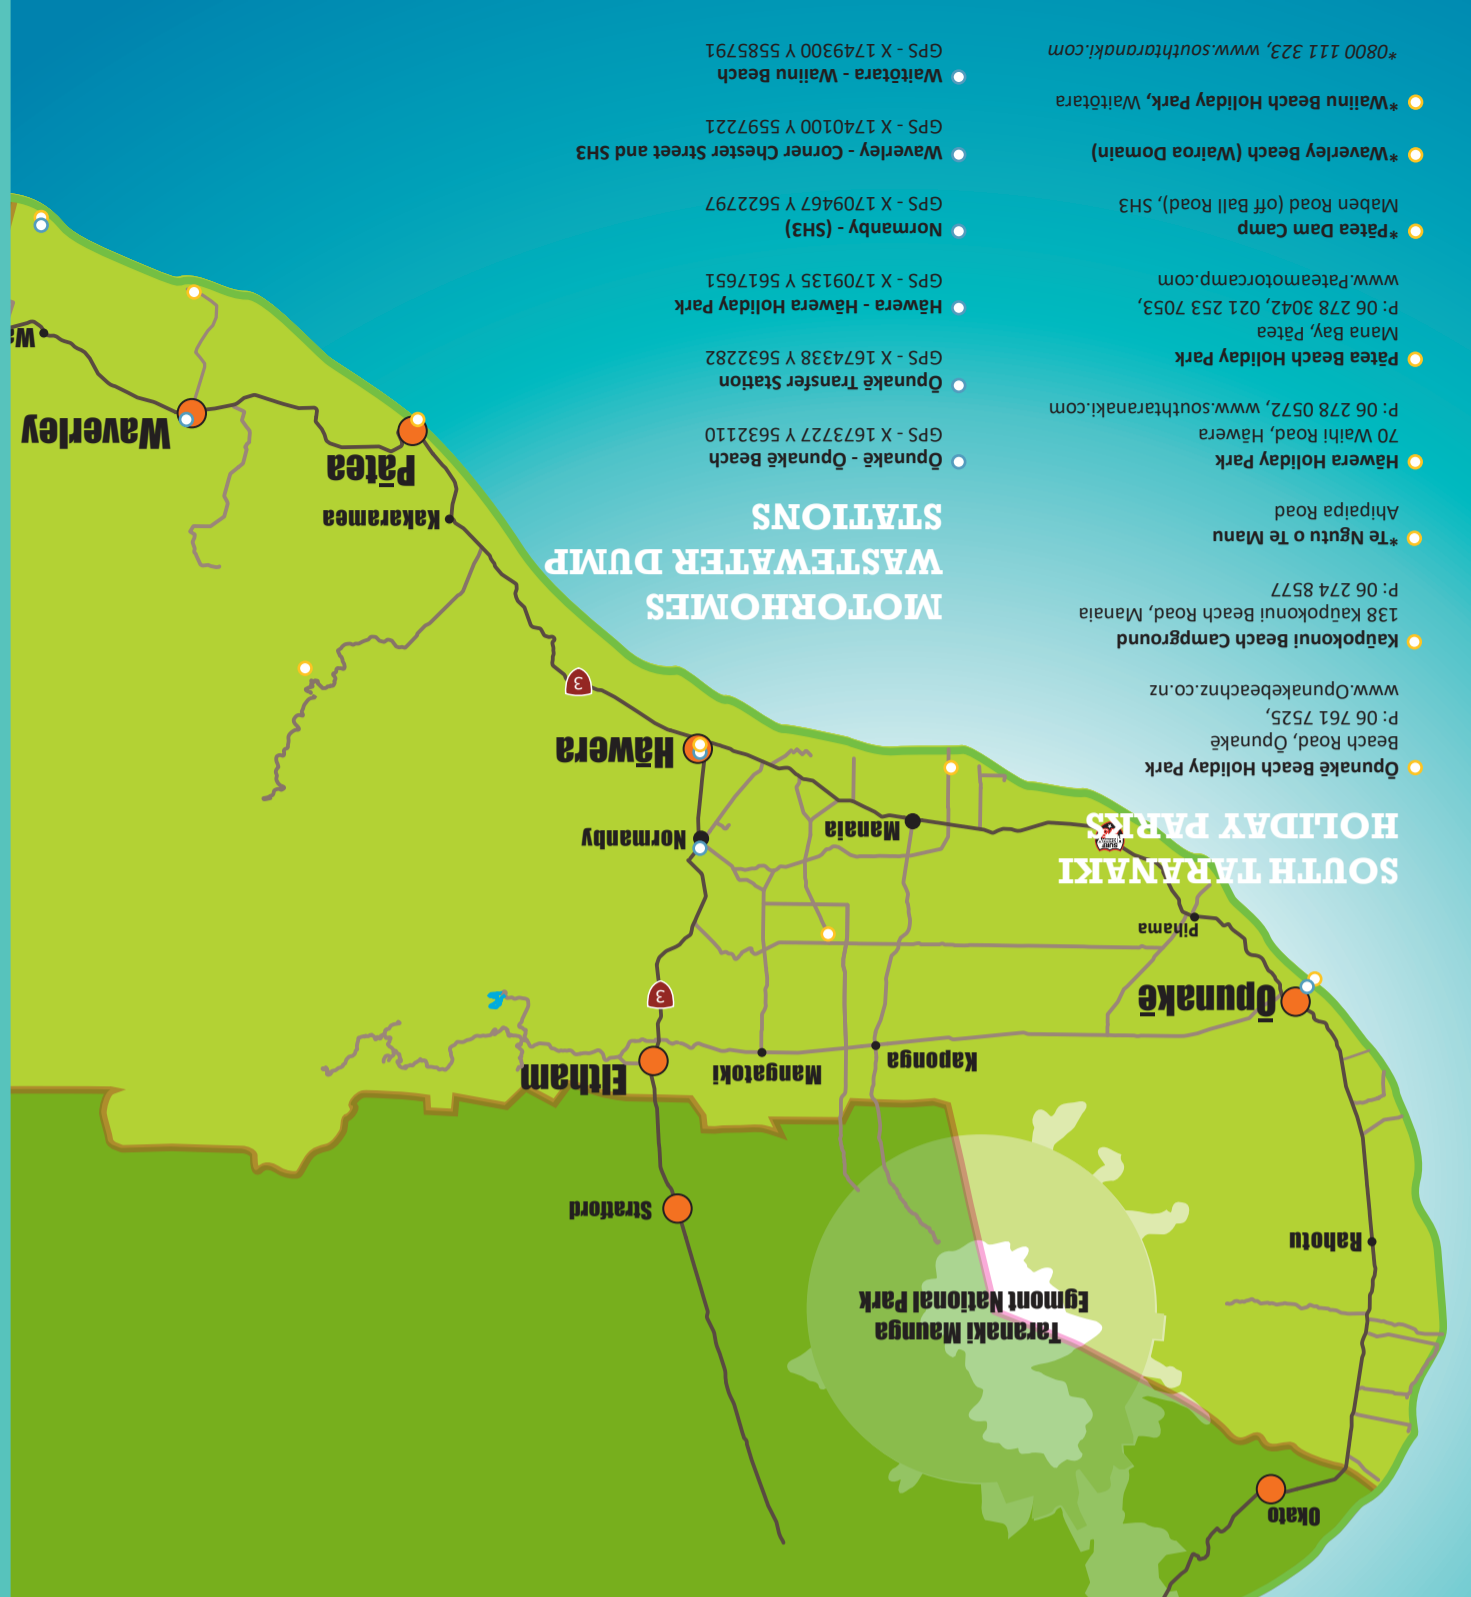 Okato
Taranaki Maunga
Egmont National Park
Rahotu
Stratford
Eltham
Mangatoki
Kaponga
Ōpunakē
3
Pihama
Manaia
Normanby
Hāwera
3
Kakaramea
Pātea
Waverley
SOUTH TARANAKI
HOLIDAY PARKS
Ōpunakē Beach Holiday Park
Beach Road, Ōpunakē
P: 06 761 7525,
www.Opunakebeachnz.co.nz
Kaūpokonui Beach Campground
138 Kaūpokonui Beach Road, Manaia
P: 06 274 8577
*Te Ngutu o Te Manu
Ahipaipa Road
Hāwera Holiday Park
70 Waihi Road, Hāwera
P: 06 278 0572, www.southtaranaki.com
Pātea Beach Holiday Park
Mana Bay, Pātea
P: 06 278 3042, 021 253 7053,
www.Pateamotorcamp.com
*Pātea Dam Camp
Maben Road (off Ball Road), SH3
*Waverley Beach (Wairoa Domain)
*Waiinu Beach Holiday Park, Waitōtara
*0800 111 323, www.southtaranaki.com
MOTORHOMES
WASTEWATER DUMP
STATIONS
Ōpunakē - Ōpunakē Beach
GPS - X 1673727 Y 5632110
Ōpunakē Transfer Station
GPS - X 1674338 Y 5632282
Hāwera - Hāwera Holiday Park
GPS - X 1709135 Y 5617651
Normanby - (SH3)
GPS - X 1709467 Y 5622797
Waverley - Corner Chester Street and SH3
GPS - X 1740100 Y 5597221
Waitōtara - Waiinu Beach
GPS - X 1749300 Y 5585791